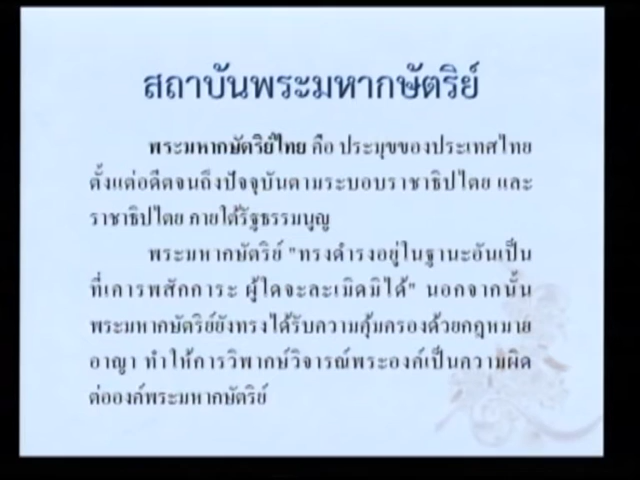 สถาบันพระมหากษัตริย์
พระมหากษัตริย์ไทย คือ ประมุขของประเทศไทย
ตั้งแต่อดีตจนถึงปัจจุบันตามระบอบราชาธิปไตย และ
ราชาธิปไตย ภายใต้รัฐธรรมนูญ
พระมหากษัตริย์ "ทรงดำรงอยู่ในฐานะอันเป็น
ที่เคารพสักการะ ผู้ใดจะละเมิดมิได้" นอกจากนั้น
พระมหากษัตริย์ยังทรงได้รับความคุ้มครองด้วยกฎหมาย
อาญา ทำให้การวิพากษ์วิจารณ์พระองค์เป็นความผิด
ต่อองค์พระมหากษัตริย์